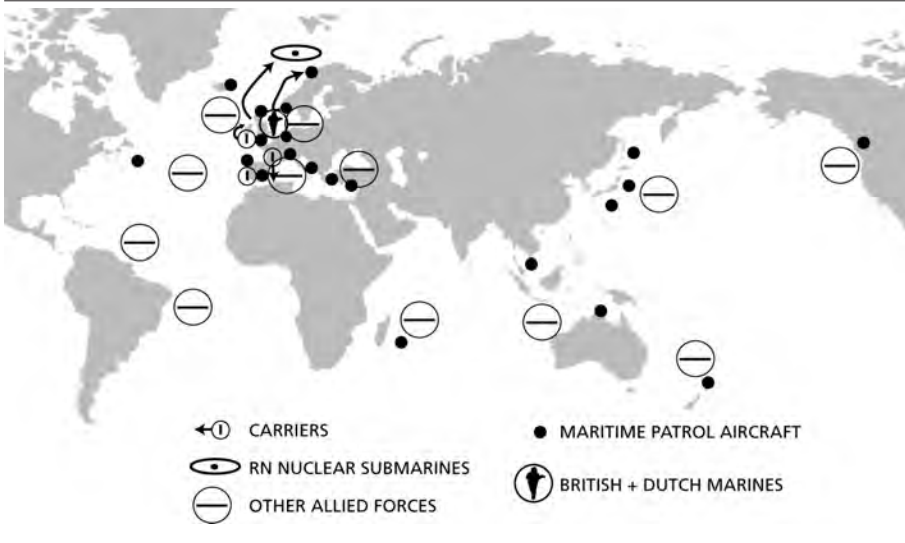 CARRIERS
RN NUCLEAR SUBMARINES
OTHER ALLIED FORCES
MARITIME PATROL AIRCRAFT
BRITISH + DUTCH MARINES